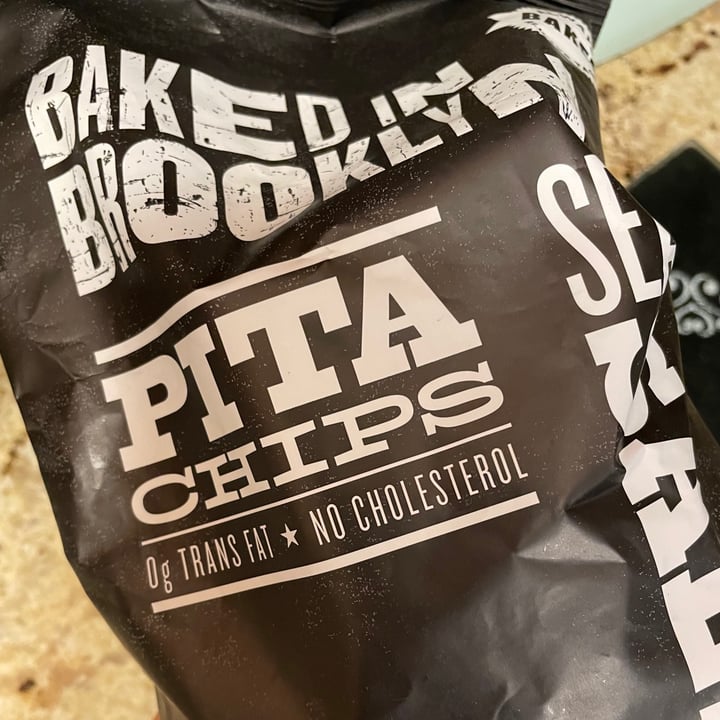 BAKED IN
BROOKLYN
PITA
CHIPS
0g TRANS FAT ★ NO CHOLESTEROL